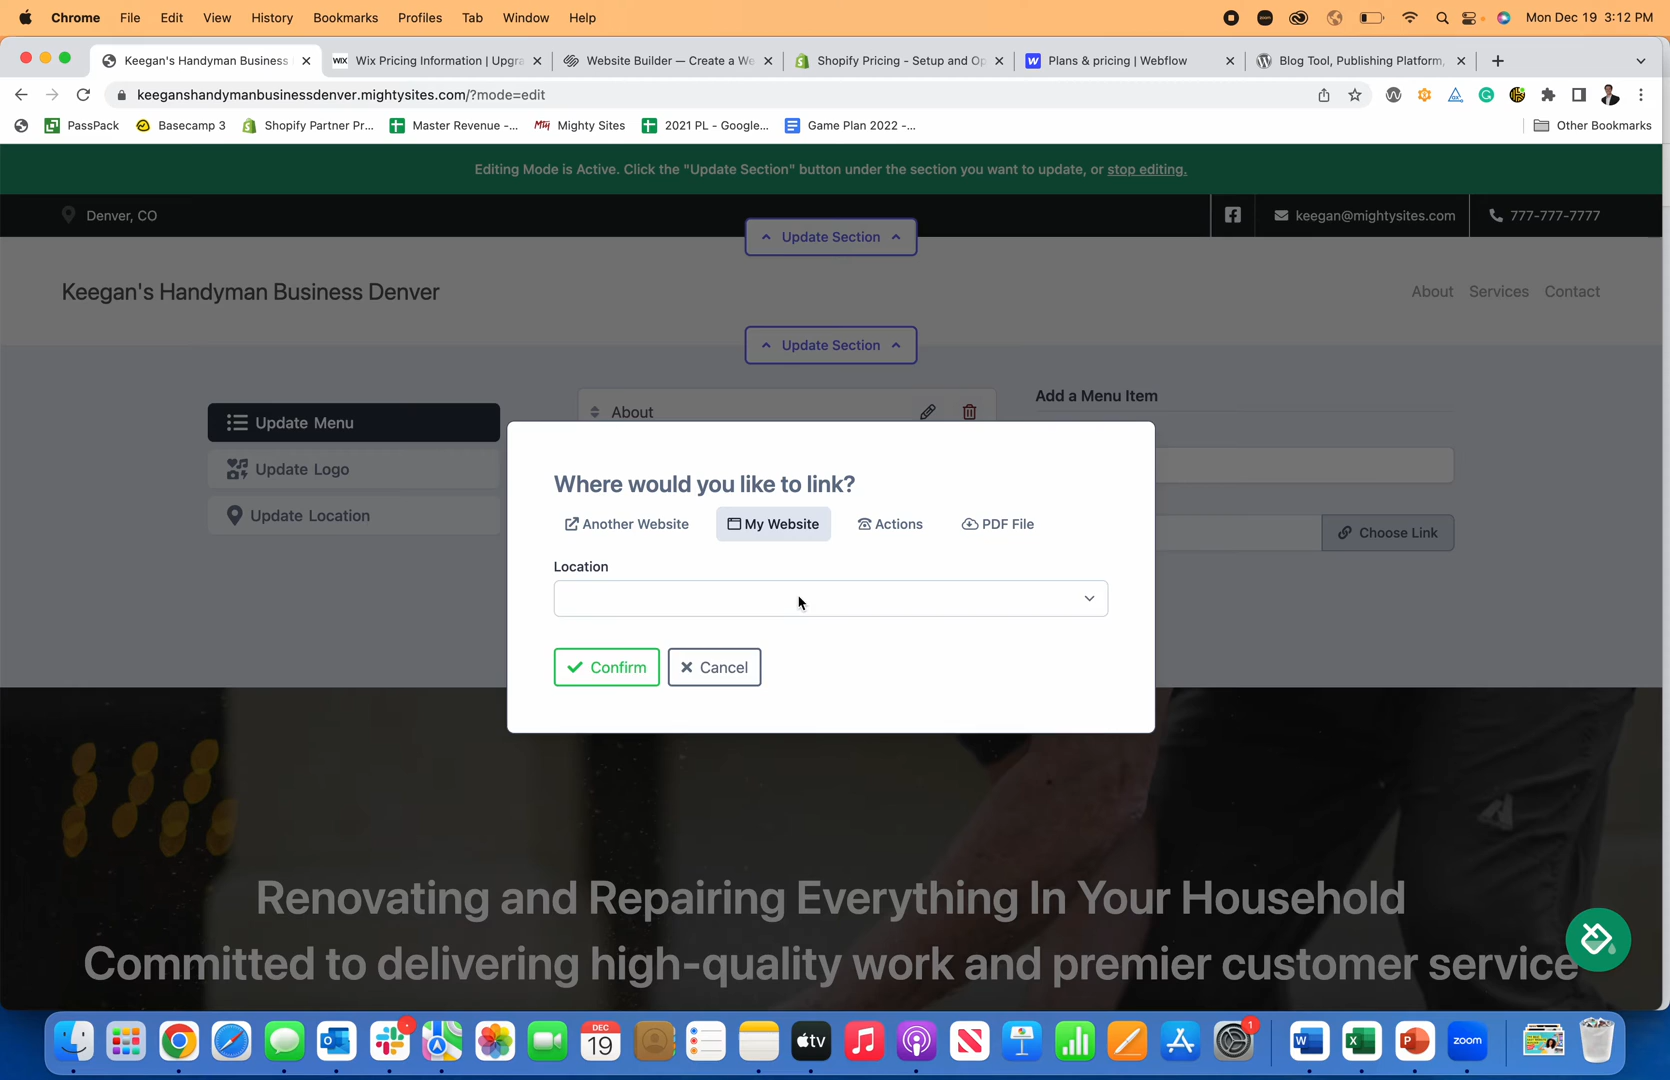 Chrome File Edit View History Bookmarks Profiles Tab Window Help Mon Dec 19 3:12 PM
Keegan's Handyman Business WIX Wix Pricing Information | Upgra Website Builder — Create a We Shopify Pricing - Setup and Op Plans & pricing | Webflow Blog Tool, Publishing Platform,
keeganshandymanbusinessdenver.mightysites.com/?mode=edit
PassPack Basecamp 3 Shopify Partner Pr... Master Revenue -... Mighty Sites 2021 PL - Google... Game Plan 2022 -... Other Bookmarks
Editing Mode is Active. Click the "Update Section" button under the section you want to update, or stop editing.
Denver, CO keegan@mightysites.com 777-777-7777
Update Section
Keegan's Handyman Business Denver About Services Contact
Update Section
Add a Menu Item
About
Update Menu
Update Logo
Update Location
Choose Link
Where would you like to link?
Another Website My Website Actions PDF File
Location
Confirm Cancel
Renovating and Repairing Everything In Your Household
Committed to delivering high-quality work and premier customer service
DEC
19 tv 1 W X P zoom